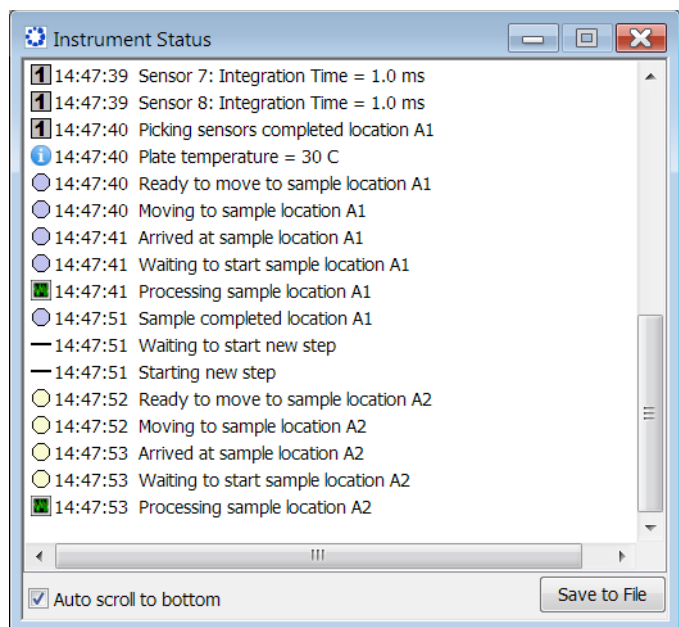 Instrument Status
1 14:47:39 Sensor 7: Integration Time = 1.0 ms
1 14:47:39 Sensor 8: Integration Time = 1.0 ms
1 14:47:40 Picking sensors completed location A1
i 14:47:40 Plate temperature = 30 C
14:47:40 Ready to move to sample location A1
14:47:40 Moving to sample location A1
14:47:41 Arrived at sample location A1
14:47:41 Waiting to start sample location A1
14:47:41 Processing sample location A1
14:47:51 Sample completed location A1
14:47:51 Waiting to start new step
14:47:51 Starting new step
14:47:52 Ready to move to sample location A2
14:47:52 Moving to sample location A2
14:47:53 Arrived at sample location A2
14:47:53 Waiting to start sample location A2
14:47:53 Processing sample location A2
Auto scroll to bottom
Save to File